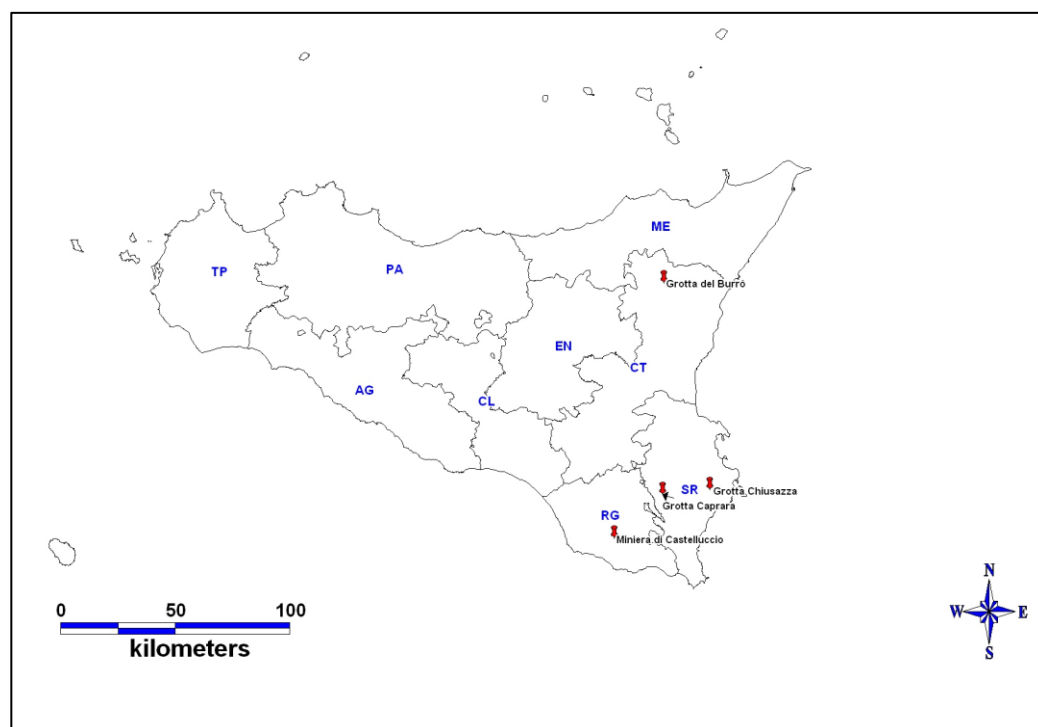 ME
TP
PA
Grotta del Burrò
EN
CT
AG
CL
SR
Grotta Chiusazza
Grotta Caprara
RG
Miniera di Castelluccio
0 50 100
kilometers
N
W E
S